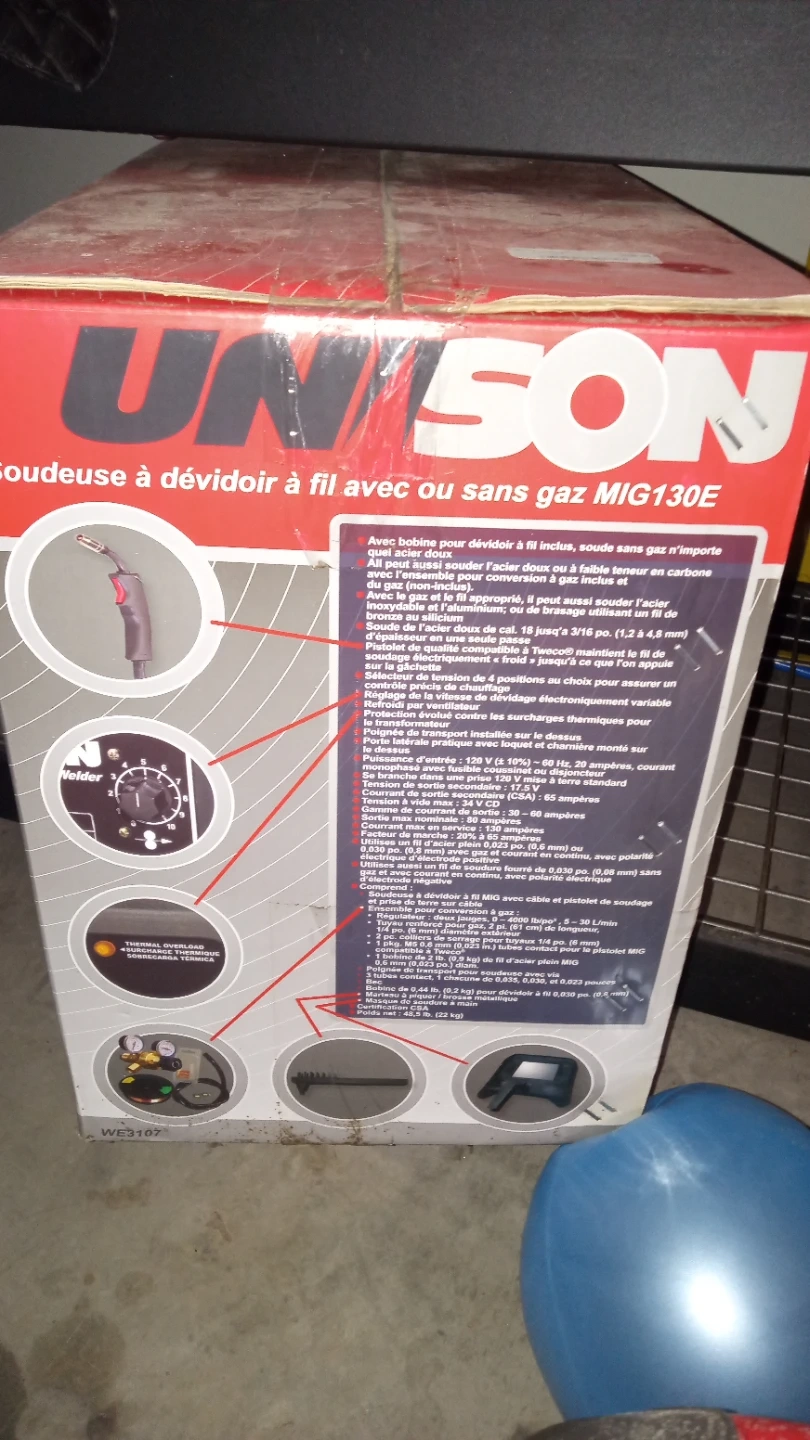 UNISON
Soudeuse à dévidoir à fil avec ou sans gaz MIG130E
Avec bobine pour dévidoir à fil inclus, soude sans gaz n'importe
quel acier doux
All peut aussi souder l'acier doux ou à faible teneur en carbone
avec l'ensemble pour conversion à gaz inclus et
du gaz (non-inclus).
Avec le gaz et le fil approprié, il peut aussi souder l'acier
inoxydable et l'aluminium; ou de brasage utilisant un fil de
bronze au silicium
Soude de l'acier doux de cal. 18 jusqu'a 3/16 po. (1,2 à 4,8 mm)
d'épaisseur en une seule passe
Pistolet de qualité compatible à Tweco® maintient le fil de
soudage électriquement « froid » jusqu'à ce que l'on appuie
sur la gâchette
Sélecteur de tension de 4 positions au choix pour assurer un
contrôle précis de chauffage
Réglage de la vitesse de dévidage électroniquement variable
Refroidi par ventilateur
Protection évolué contre les surcharges thermiques pour
le transformateur
Poignée de transport installée sur le dessus
Porte latérale pratique avec loquet et charnière monté sur
le dessus
Puissance d'entrée : 120 V (± 10%) ~ 60 Hz, 20 ampères, courant
monophasé avec fusible coussinet ou disjoncteur
Se branche dans une prise 120 V mise à terre standard
Tension de sortie secondaire : 17.5 V
Courant de sortie secondaire (CSA) : 65 ampères
Tension à vide max : 34 V CD
Gamme de courant de sortie : 30 – 60 ampères
Sortie max nominale : 80 ampères
Courant max en service : 130 ampères
Facteur de marche : 20% à 65 ampères
Utilises un fil d'acier plein 0,023 po. (0,6 mm) ou
0,030 po. (0,8 mm) avec gaz et courant en continu, avec polarité
électrique d'électrode positive
Utilises aussi un fil de soudure fourré de 0,030 po. (0,08 mm) sans
gaz et avec courant en continu, avec polarité électrique
d'électrode négative
Comprend :
Soudeuse à dévidoir à fil MIG avec câble et pistolet de soudage
et prise de terre sur câble
• Ensemble pour conversion à gaz :
• Régulateur : deux jauges, 0 – 4000 lb/po², 5 – 30 L/min
• Tuyau renforcé pour gaz, 2 pi. (61 cm) de longueur,
1/4 po. (6 mm) diamètre extérieur
• 2 pc. colliers de serrage pour tuyaux 1/4 po. (6 mm)
• 1 pkg. M5 0,6 mm (0,023 in.) tubes contact pour le pistolet MIG
compatible à Tweco®
• 1 bobine de 2 lb. (0,9 kg) de fil d'acier plein MIG
0,6 mm (0,023 po.) diam.
Poignée de transport pour soudeuse avec vis
3 tubes contact, 1 chacune de 0,035, 0,030, and 0,023 pouces
Bec
Bobine de 0,44 lb. (0,2 kg) pour dévidoir à fil 0,030 po. (0,8 mm)
Marteau à piquer / brosse métallique
• Masque de soudure à main
Certification CSA
Poids net : 48,5 lb. (22 kg)
N
Welder
1 2 3 4 5 6 7 8 9 10
THERMAL OVERLOAD
SURCHARGE THERMIQUE
SOBRECARGA TÉRMICA
WE3107